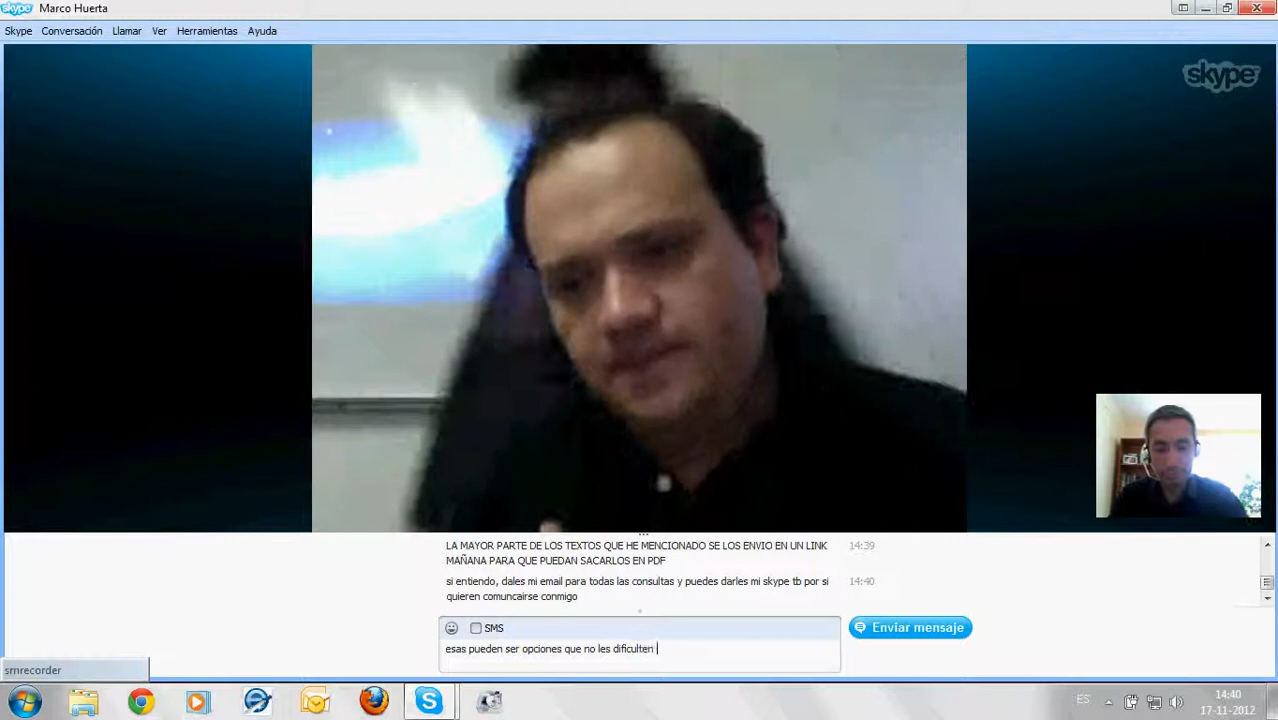 skype Marco Huerta
Skype Conversación Llamar Ver Herramientas Ayuda
skype
LA MAYOR PARTE DE LOS TEXTOS QUE HE MENCIONADO SE LOS ENVIO EN UN LINK 14:39
MAÑANA PARA QUE PUEDAN SACARLOS EN PDF
si entiendo, dales mi email para todas las consultas y puedes darles mi skype tb por si 14:40
quieren comuncairse conmigo
SMS
Enviar mensaje
esas pueden ser opciones que no les dificulten
smrecorder
ES
14:40
17-11-2012